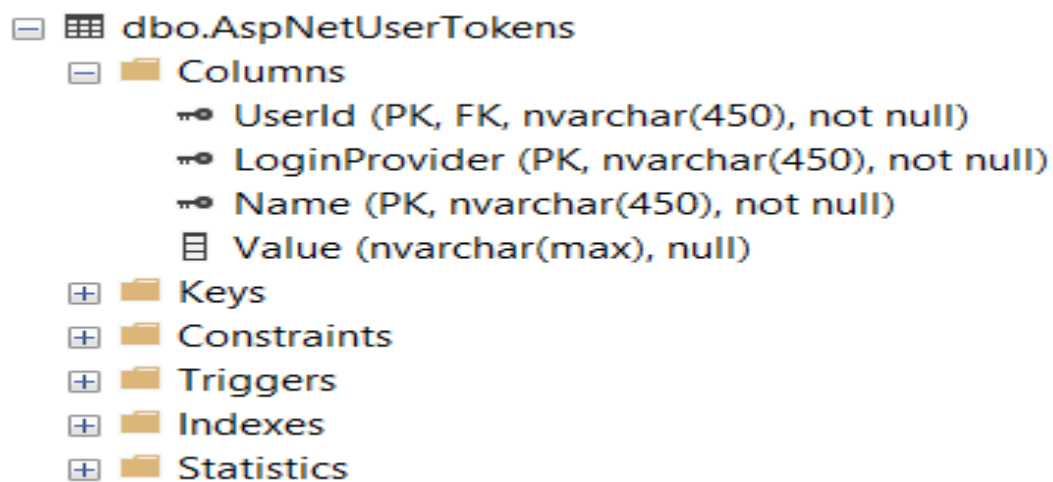 dbo.AspNetUserTokens
Columns
UserId (PK, FK, nvarchar(450), not null)
LoginProvider (PK, nvarchar(450), not null)
Name (PK, nvarchar(450), not null)
Value (nvarchar(max), null)
Keys
Constraints
Triggers
Indexes
Statistics